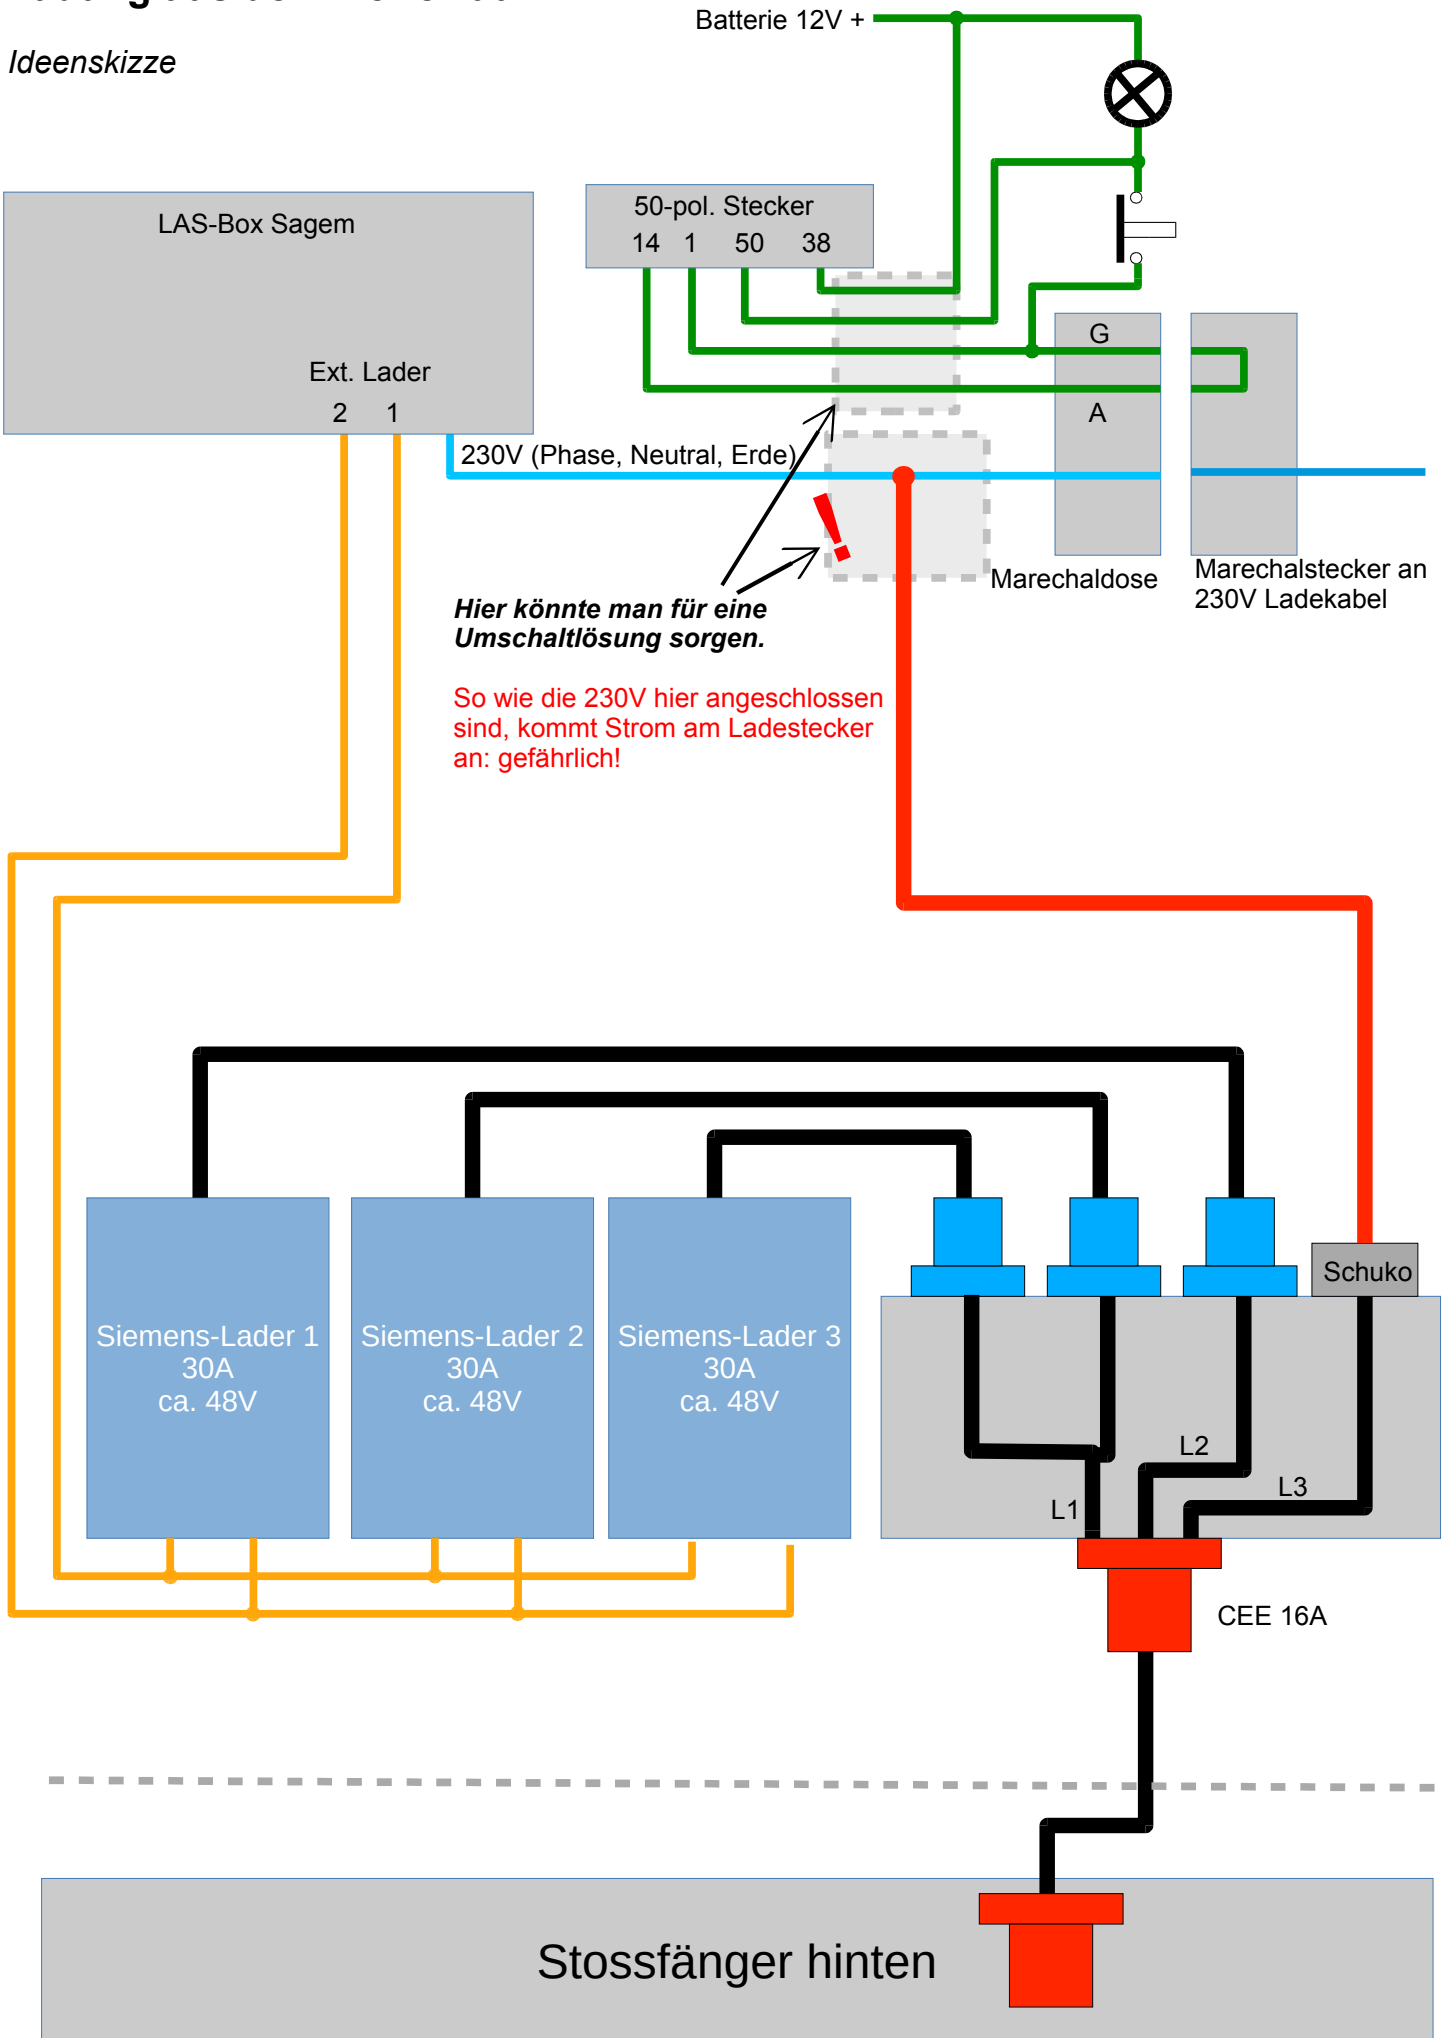 Ideenskizze
Batterie 12V +
LAS-Box Sagem
50-pol. Stecker
14 1 50 38
Ext. Lader
2 1
G
A
230V (Phase, Neutral, Erde)
Marechaldose
Marechalstecker an
230V Ladekabel
!
Hier könnte man für eine
Umschaltlösung sorgen.
So wie die 230V hier angeschlossen
sind, kommt Strom am Ladestecker
an: gefährlich!
Schuko
Siemens-Lader 1
30A
ca. 48V
Siemens-Lader 2
30A
ca. 48V
Siemens-Lader 3
30A
ca. 48V
L2
L3
L1
CEE 16A
Stossfänger hinten